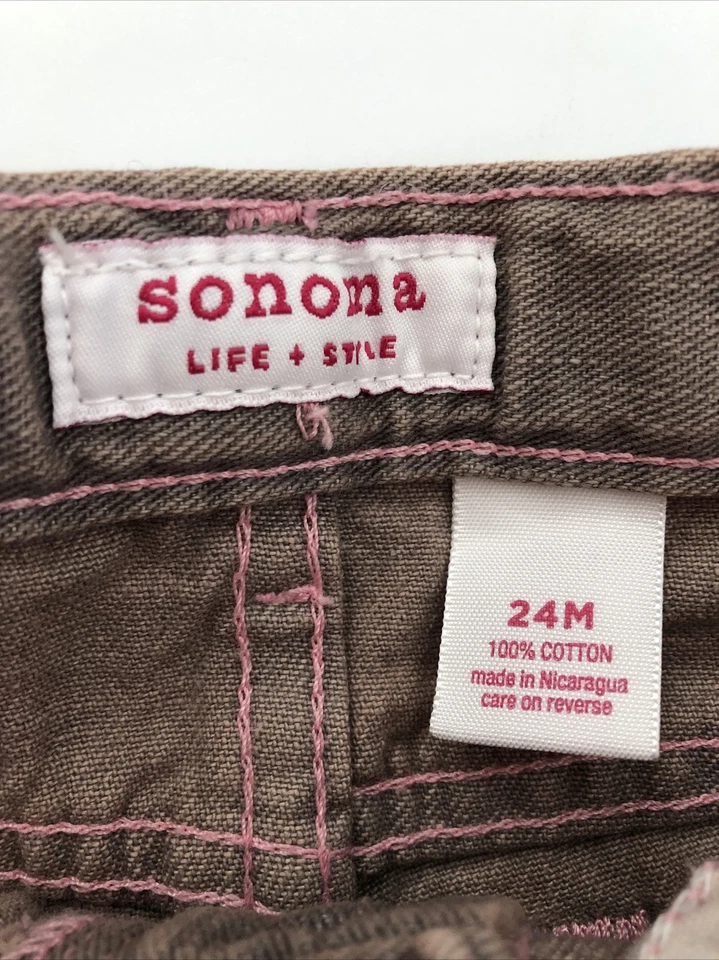 sonoma
LIFE + STYLE
24M
100% COTTON
made in Nicaragua
care on reverse